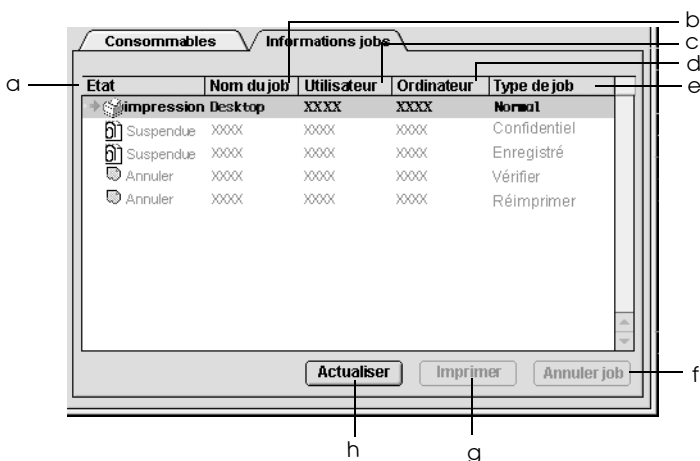 b
Consommables Informations jobs c
d
a Etat Nom du job Utilisateur Ordinateur Type de job e
impression Desktop XXXX XXXX Normal
Suspendue XXXX XXXX XXXX Confidentiel
Suspendue XXXX XXXX XXXX Enregistré
Annuler XXXX XXXX XXXX Vérifier
Annuler XXXX XXXX XXXX Réimprimer
Actualiser Imprimer Annuler job f
h g